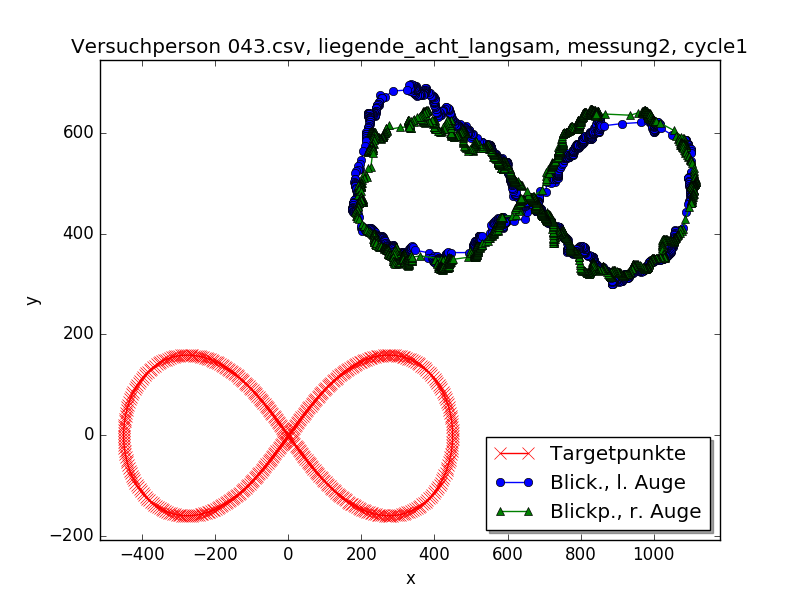 Versuchperson 043.csv, liegende_acht_langsam, messung2, cycle1
y
600
400
200
0
−200
−400
−200
0
200
400
600
800
1000
x
Targetpunkte
Blick., l. Auge
Blickp., r. Auge